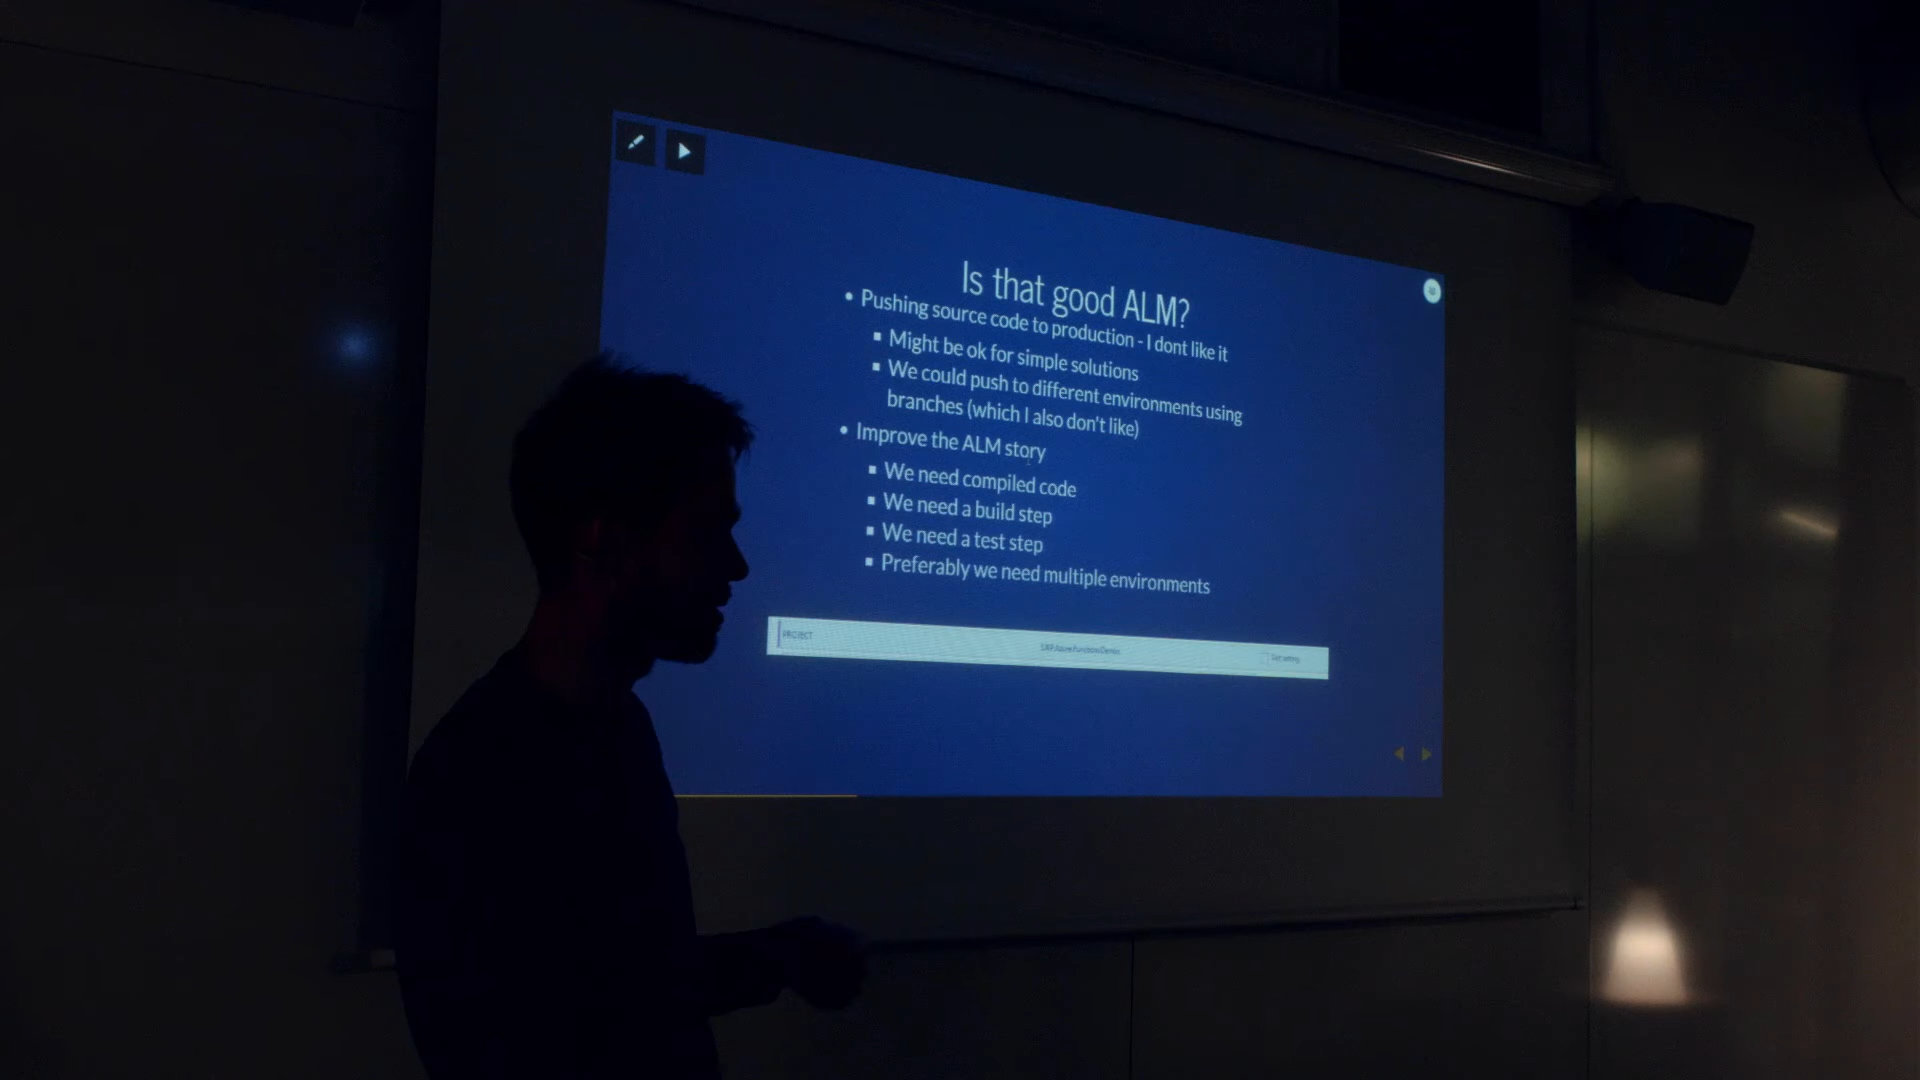 Is that good ALM?
• Pushing source code to production - I dont like it
▪ Might be ok for simple solutions
▪ We could push to different environments using
branches (which I also don't like)
• Improve the ALM story
▪ We need compiled code
▪ We need a build step
▪ We need a test step
▪ Preferably we need multiple environments
PROJECT